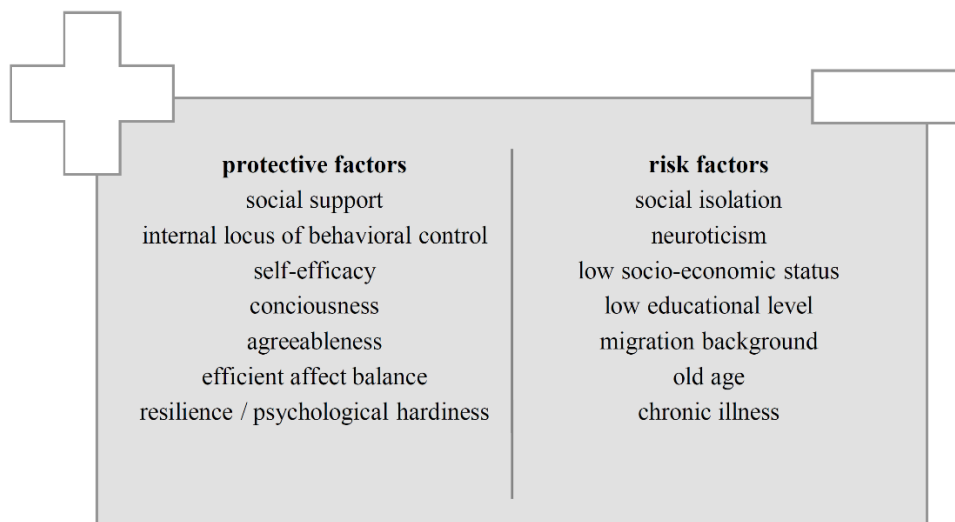 protective factors
social support
internal locus of behavioral control
self-efficacy
conciousness
agreeableness
efficient affect balance
resilience / psychological hardiness
risk factors
social isolation
neuroticism
low socio-economic status
low educational level
migration background
old age
chronic illness